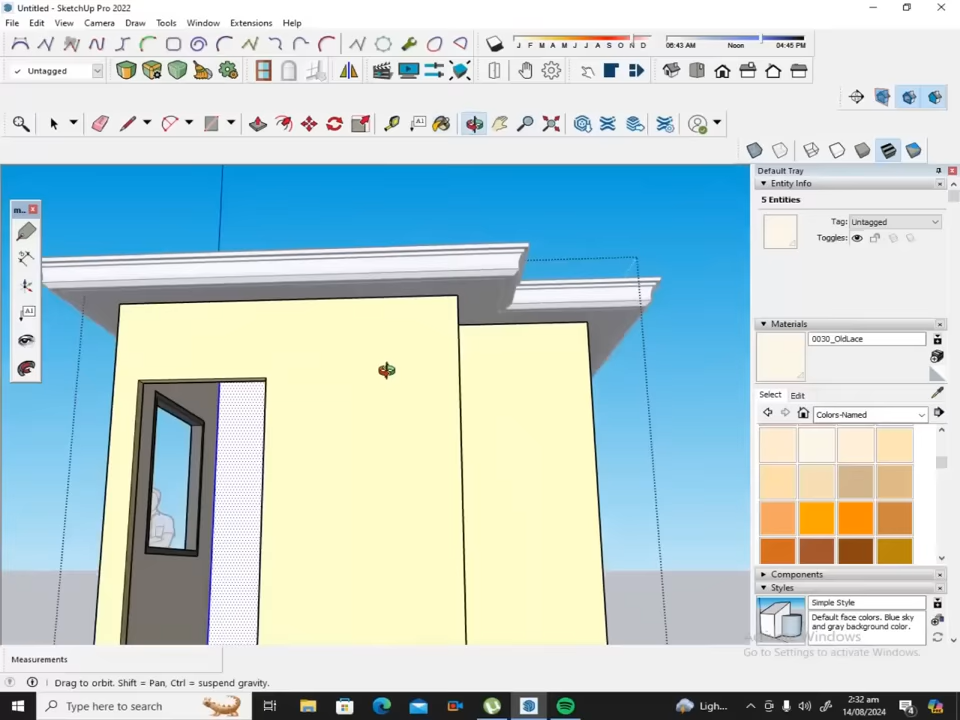 Untitled - SketchUp Pro 2022
File Edit View Camera Draw Tools Window Extensions Help
J F M A M J J A S O N D 06:43 AM Noon 04:45 PM
Untagged
Default Tray
Entity Info
m...
5 Entities
Tag: Untagged
Toggles:
Materials
0030_OldLace
Select Edit
Colors-Named
Components
Styles
Simple Style
Default face colors. Blue sky
and gray background color.
Activate Windows
Go to Settings to activate Windows.
Measurements
Drag to orbit. Shift = Pan, Ctrl = suspend gravity.
Type here to search
Ligh...
2:32 am
14/08/2024
4